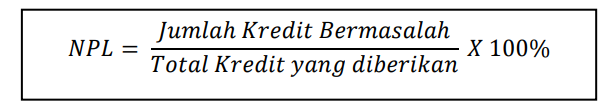 NPL = Jumlah Kredit Bermasalah / Total Kredit yang diberikan X 100%